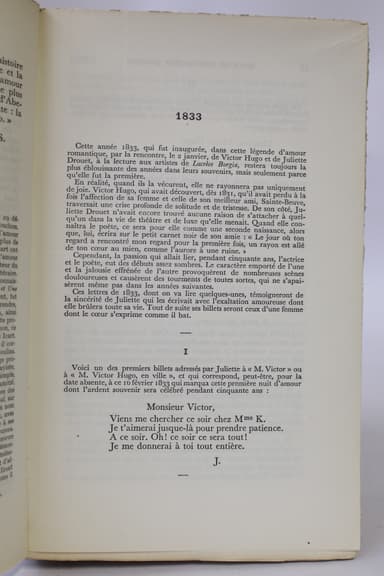 1833
Cette année 1833, qui fut inaugurée, dans cette légende d'amour
romantique, par la rencontre, le 2 janvier, de Victor Hugo et de Juliette
Drouet, à la lecture aux artistes de Lucrèce Borgia, restera toujours la
plus éblouissante des années dans leurs souvenirs, mais seulement parce
qu'elle fut la première.
En réalité, quand ils la vécurent, elle ne rayonnera pas uniquement
de joie. Victor Hugo, qui avait découvert, dès 1831, qu'il avait perdu à la
fois l'affection de sa femme et celle de son meilleur ami, Sainte-Beuve,
traversait une crise profonde de solitude et de tristesse. De son côté, Ju-
liette Drouet n'avait encore trouvé aucune raison de s'attacher à quel-
qu'un dans la vie de théâtre et de luxe qu'elle menait. Quand elle con-
naîtra le poète, ce sera pour elle comme une seconde naissance, alors
que, lui, écrira sur le petit carnet noir de son amie : « Le jour où ton
regard a rencontré mon regard pour la première fois, un rayon est allé
de ton cœur au mien, comme l'aurore a une ruine. »
Cependant, la passion qui allait lier, pendant cinquante ans, l'actrice
et le poète, eut des débuts assez sombres. Le caractère emporté de l'une
et la jalousie effrénée de l'autre provoquèrent de nombreuses scènes
douloureuses et causèrent des tourments de toutes sortes, qui ne s'apai-
sèrent même pas dans les années suivantes.
Ces lettres de 1833, dont on va lire quelques-unes, témoigneront de
la sincérité de Juliette qui les écrivait avec l'exaltation amoureuse dont
elle brûlera toute sa vie. Tout de suite ses billets seront ceux d'une femme
dont le cœur s'exprime comme il bat.
I
Voici un des premiers billets adressés par Juliette à « M. Victor » ou
à « M. Victor Hugo, en ville », et qui correspond, peut-être, pour la
date absente, à ce 16 février 1833 qui marqua cette première nuit d'amour
dont l'ardent souvenir sera célébré pendant cinquante ans :
Monsieur Victor,
Viens me chercher ce soir chez Mme K.
Je t'aimerai jusque-là pour prendre patience.
A ce soir. Oh! ce soir ce sera tout!
Je me donnerai à toi tout entière.
J.